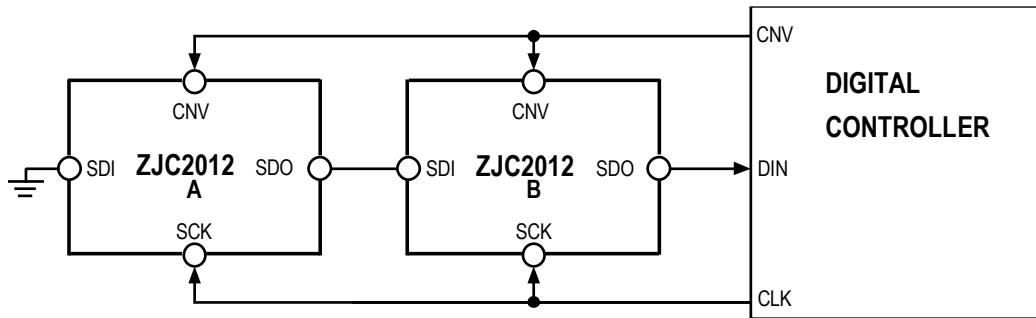 CNV
DIGITAL
CONTROLLER
CNV
CNV
SDI ZJC2012 SDO
A
SDI ZJC2012 SDO
B
DIN
SCK
SCK
CLK